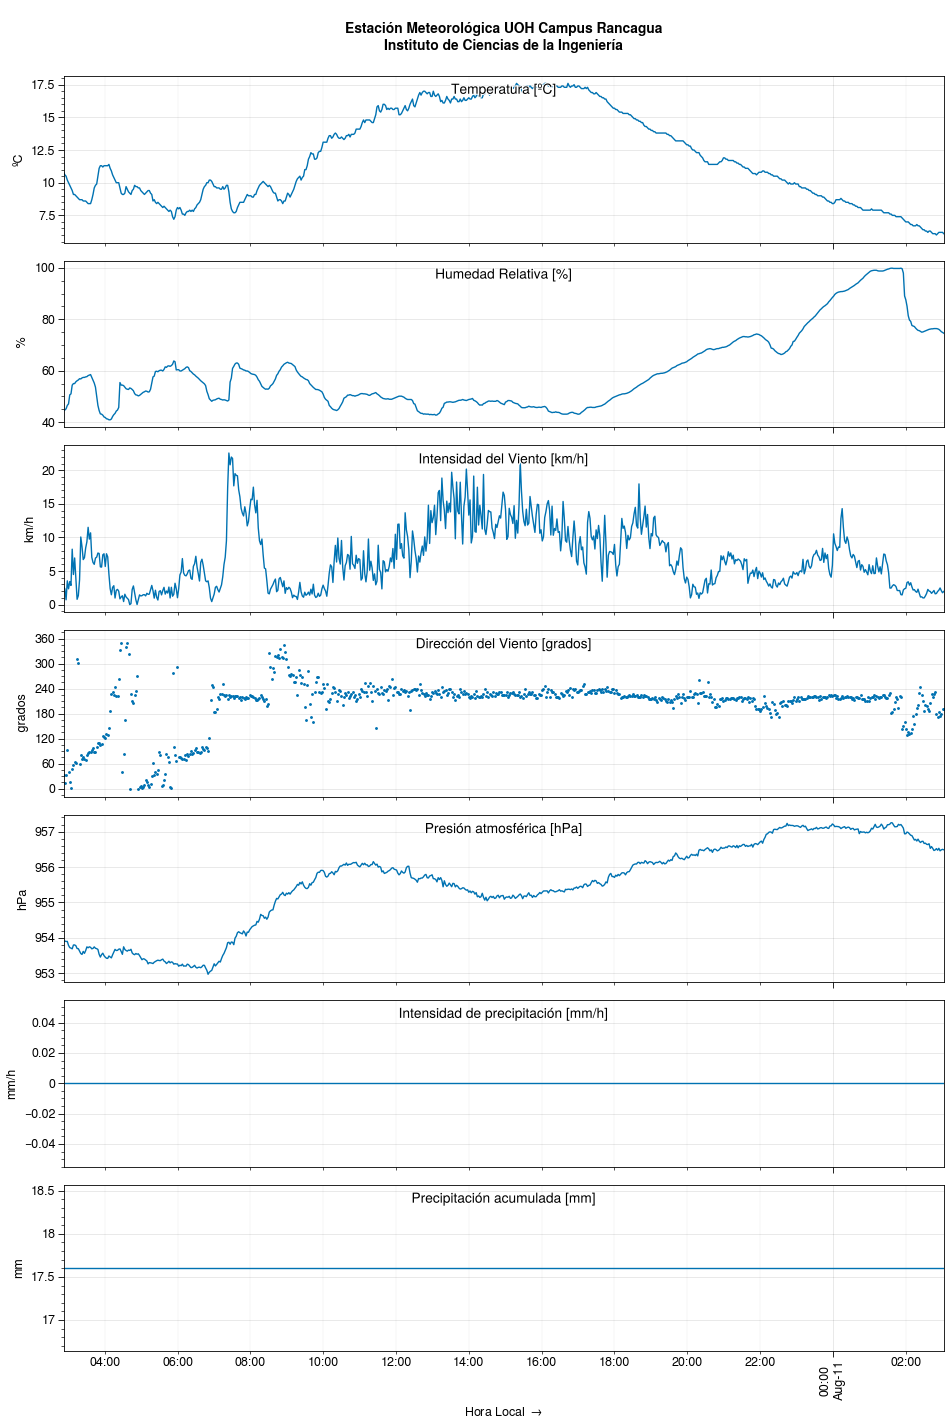 Estación Meteorológica UOH Campus Rancagua
Instituto de Ciencias de la Ingeniería
Temperatura [ºC]
ºC
17.5
15
12.5
10
7.5
Humedad Relativa [%]
%
100
80
60
40
Intensidad del Viento [km/h]
km/h
20
15
10
5
0
Dirección del Viento [grados]
grados
360
300
240
180
120
60
0
Presión atmosférica [hPa]
hPa
957
956
955
954
953
Intensidad de precipitación [mm/h]
mm/h
0.04
0.02
0
−0.02
−0.04
Precipitación acumulada [mm]
mm
18.5
18
17.5
17
04:00 06:00 08:00 10:00 12:00 14:00 16:00 18:00 20:00 22:00 00:00 02:00
Aug-11
Hora Local →